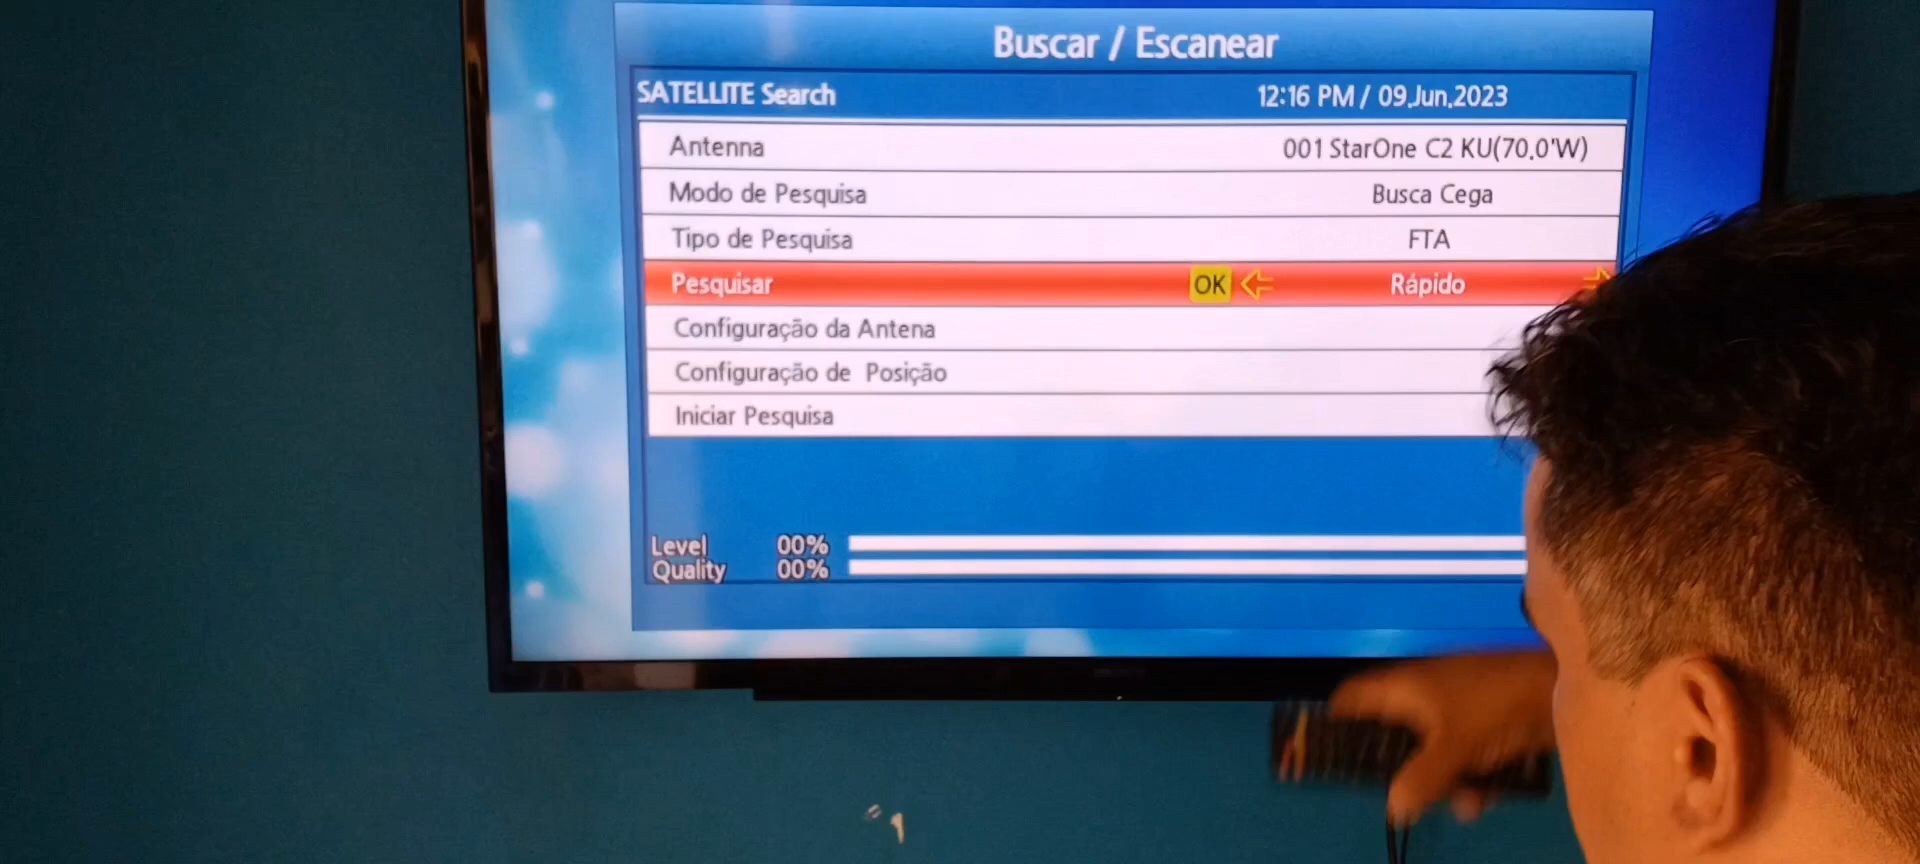 Buscar / Escanear
SATELLITE Search 12:16 PM / 09.Jun.2023
Antenna 001 StarOne C2 KU(70.0'W)
Modo de Pesquisa Busca Cega
Tipo de Pesquisa FTA
Pesquisar OK Rápido
Configuração da Antena
Configuração de Posição
Iniciar Pesquisa
Level 00%
Quality 00%